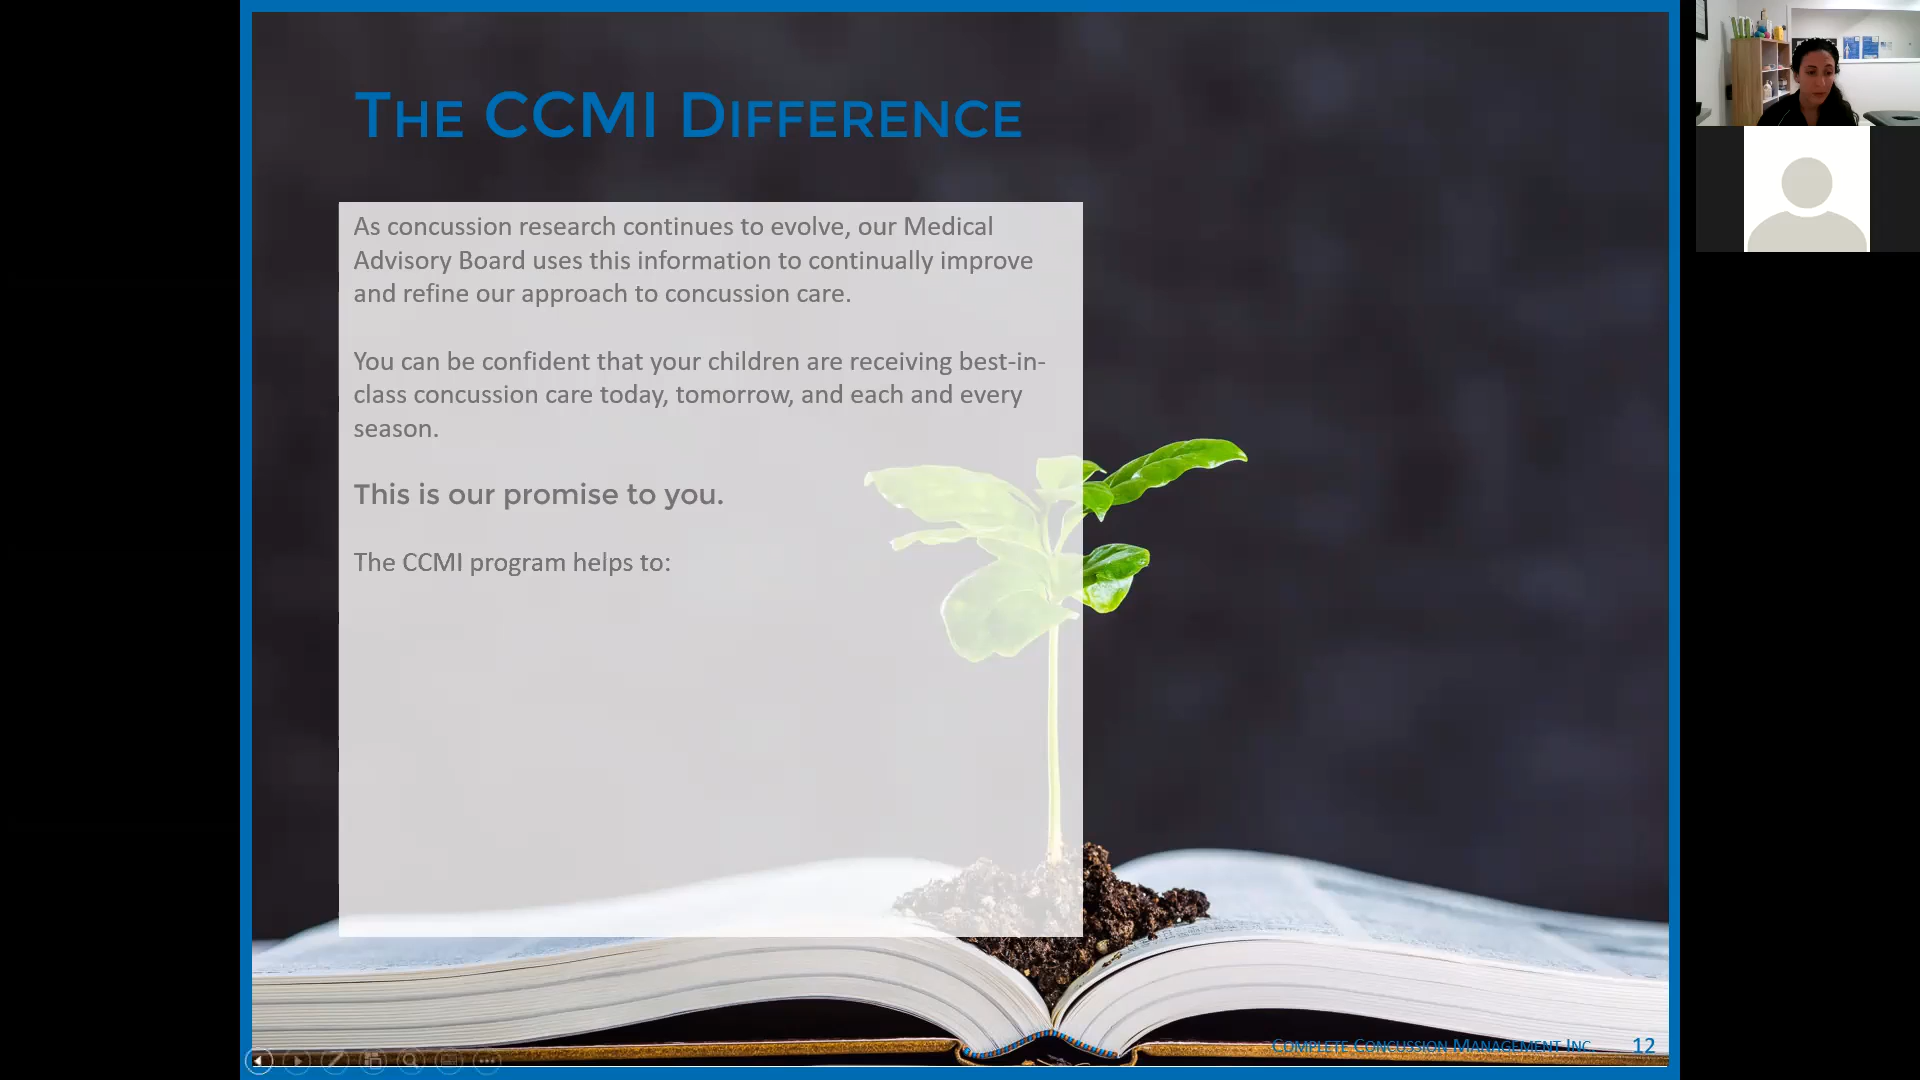 THE CCMI DIFFERENCE
As concussion research continues to evolve, our Medical
Advisory Board uses this information to continually improve
and refine our approach to concussion care.
You can be confident that your children are receiving best-in-
class concussion care today, tomorrow, and each and every
season.
This is our promise to you.
The CCMI program helps to:
COMPLETE CONCUSSION MANAGEMENT INC.
12